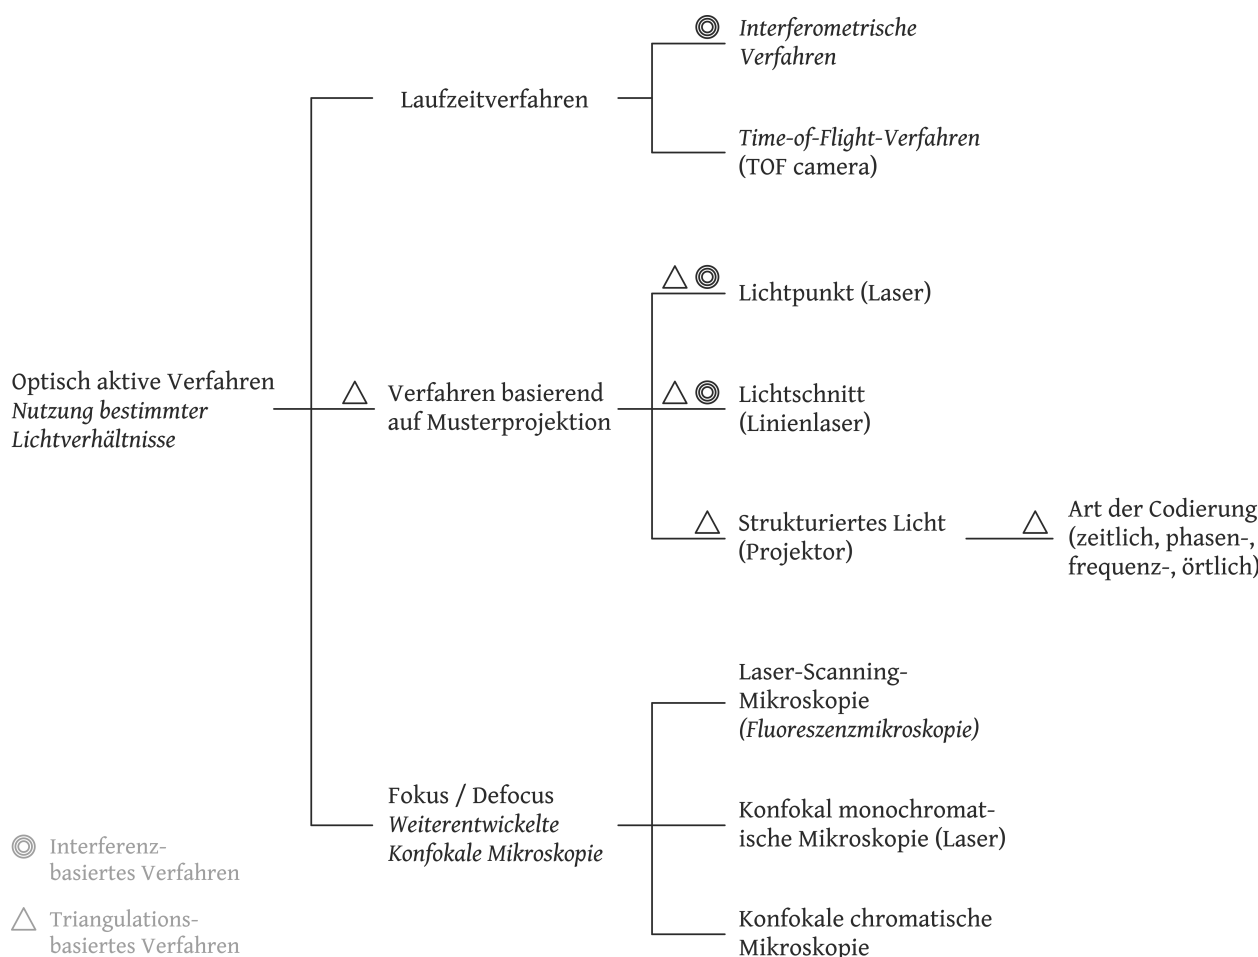 Interferometrische
Verfahren
Laufzeitverfahren
Time-of-Flight-Verfahren
(TOF camera)
Lichtpunkt (Laser)
Optisch aktive Verfahren
Nutzung bestimmter
Lichtverhältnisse
Verfahren basierend
auf Musterprojektion
Lichtschnitt
(Linienlaser)
Strukturiertes Licht
(Projektor)
Art der Codierung
(zeitlich, phasen-,
frequenz-, örtlich)
Laser-Scanning-
Mikroskopie
(Fluoreszenzmikroskopie)
Fokus / Defocus
Weiterentwickelte
Konfokale Mikroskopie
Konfokal monochromat-
ische Mikroskopie (Laser)
Konfokale chromatische
Mikroskopie
Interferenz-
basiertes Verfahren
Triangulations-
basiertes Verfahren